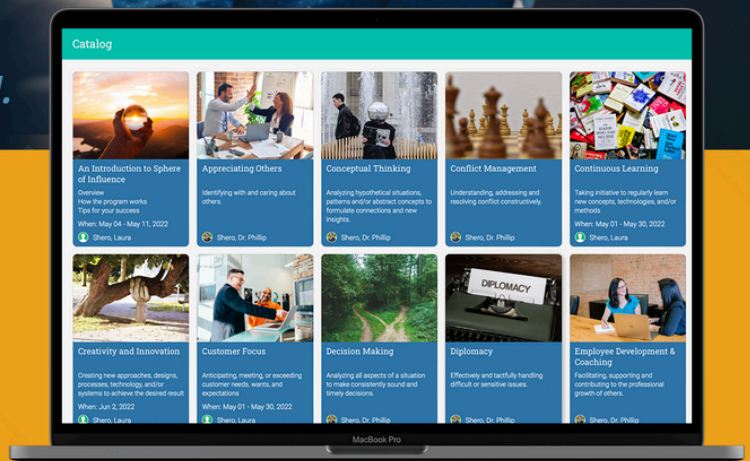 Catalog
An Introduction to Sphere
of Influence
Overview
How the program works
Tips for your success
When: May 04 - May 11, 2022
Shero, Laura
Appreciating Others
Identifying with and caring about
others.
Shero, Dr. Phillip
Conceptual Thinking
Analyzing hypothetical situations,
patterns and/or abstract concepts to
formulate connections and new
insights.
Shero, Dr. Phillip
Conflict Management
Understanding, addressing and
resolving conflict constructively.
Shero, Dr. Phillip
Continuous Learning
Taking initiative to regularly learn
new concepts, technologies, and/or
methods
When: May 01 - May 30, 2022
Shero, Laura
Creativity and Innovation
Creating new approaches, designs,
processes, technology, and/or
systems to achieve the desired result
When: Jun 2, 2022
Shero, Laura
Customer Focus
Anticipating, meeting, or exceeding
customer needs, wants, and
expectations
When: May 01 - May 30, 2022
Shero, Laura
Decision Making
Analyzing all aspects of a situation
to make consistently sound and
timely decisions.
Shero, Dr. Phillip
DIPLOMACY
Diplomacy
Effectively and tactfully handling
difficult or sensitive issues.
Shero, Dr. Phillip
Employee Development &
Coaching
Facilitating, supporting and
contributing to the professional
growth of others.
Shero, Dr. Phillip
MacBook Pro